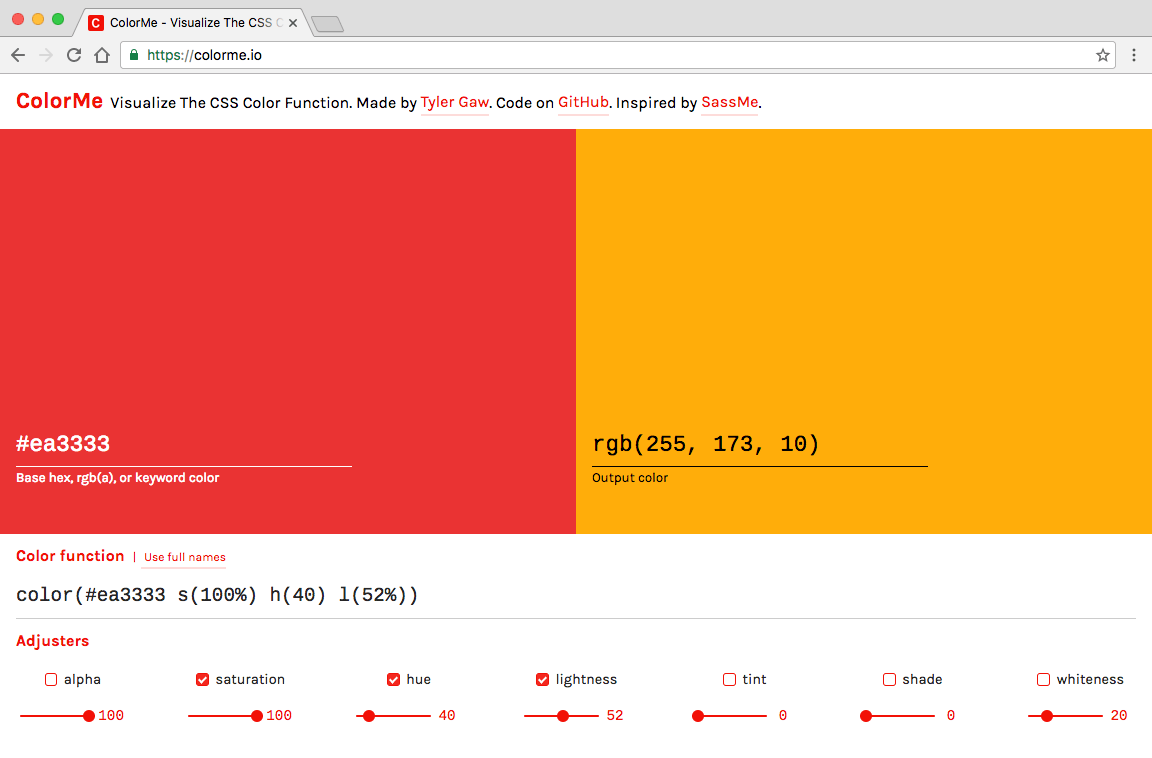 C ColorMe - Visualize The CSS C
https://colorme.io
ColorMe Visualize The CSS Color Function. Made by Tyler Gaw. Code on GitHub. Inspired by SassMe.
#ea3333
Base hex, rgb(a), or keyword color
rgb(255, 173, 10)
Output color
Color function | Use full names
color(#ea3333 s(100%) h(40) l(52%))
Adjusters
alpha saturation hue lightness tint shade whiteness
100 100 40 52 0 0 20